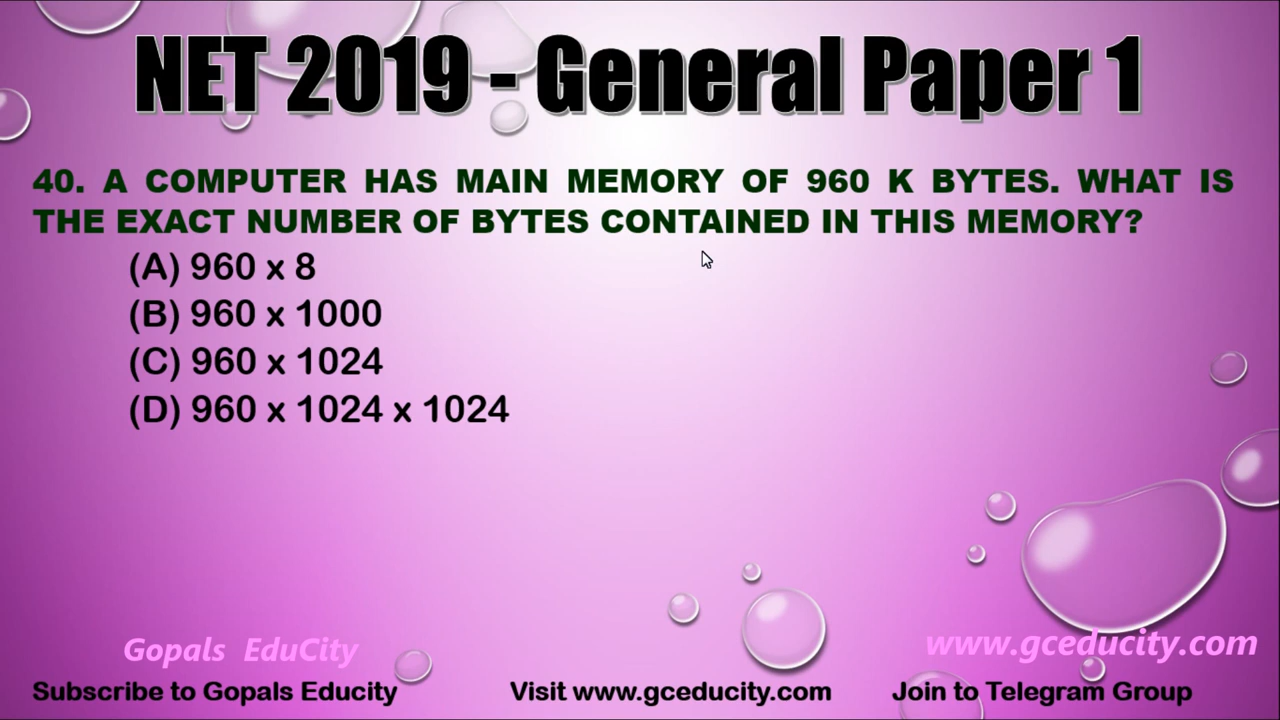 NET 2019 - General Paper 1
40. A COMPUTER HAS MAIN MEMORY OF 960 K BYTES. WHAT IS
THE EXACT NUMBER OF BYTES CONTAINED IN THIS MEMORY?
(A) 960 x 8
(B) 960 x 1000
(C) 960 x 1024
(D) 960 x 1024 x 1024
Gopals EduCity
www.gceducity.com
Subscribe to Gopals Educity
Visit www.gceducity.com
Join to Telegram Group